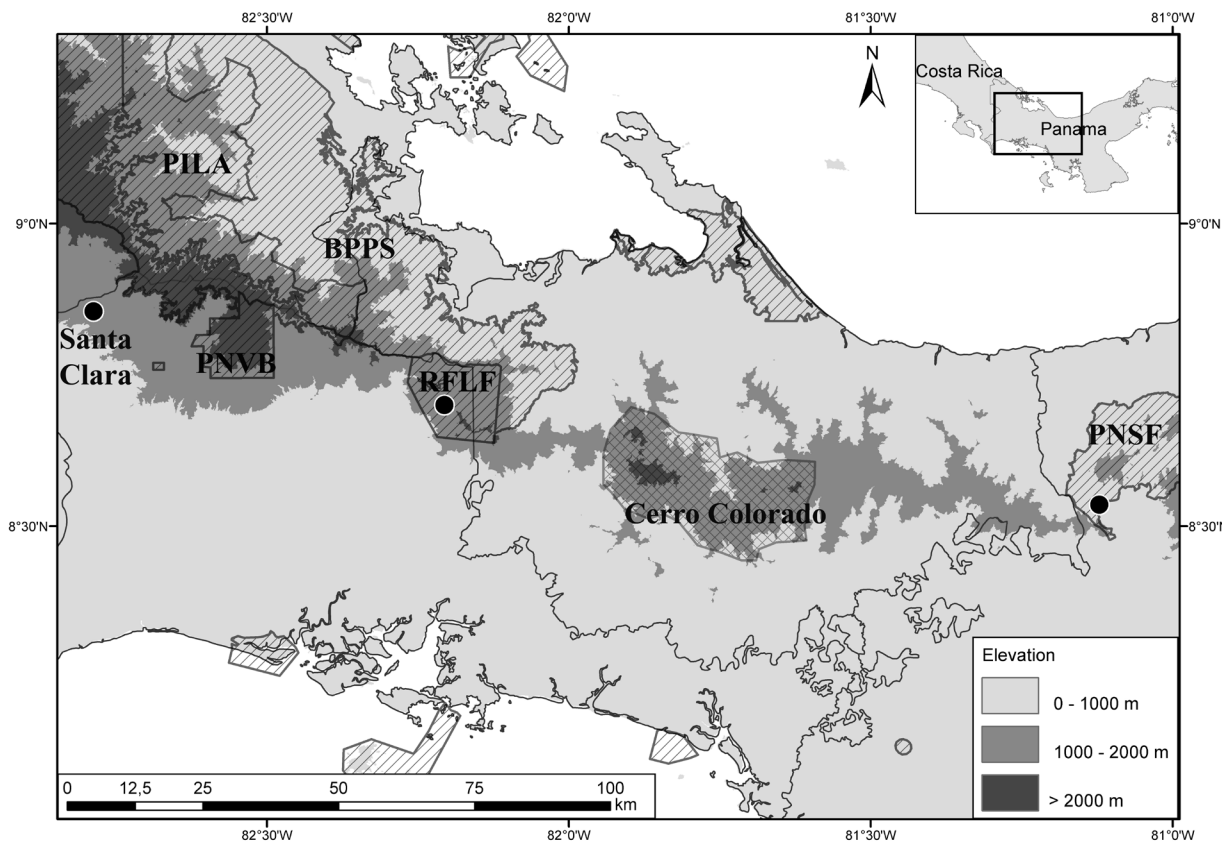 82°30'W
82°0'W
81°30'W
81°0'W
N
Costa Rica
Panama
PILA
9°0'N
9°0'N
BPPS
Santa
Clara
PNVB
RFLF
PNSF
Cerro Colorado
8°30'N
8°30'N
Elevation
0 - 1000 m
1000 - 2000 m
> 2000 m
0
12,5
25
50
75
100
km
82°30'W
82°0'W
81°30'W
81°0'W